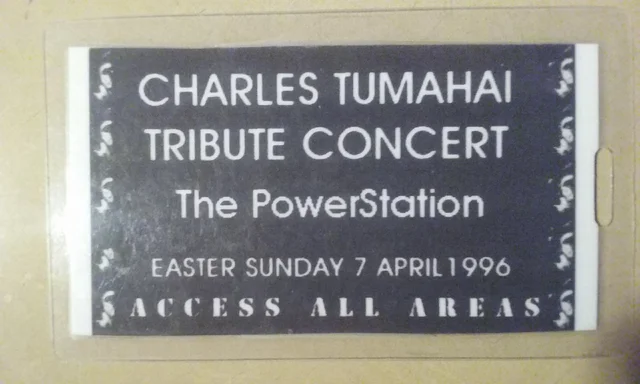 CHARLES TUMAHAI
TRIBUTE CONCERT
The PowerStation
EASTER SUNDAY 7 APRIL 1996
ACCESS ALL AREAS